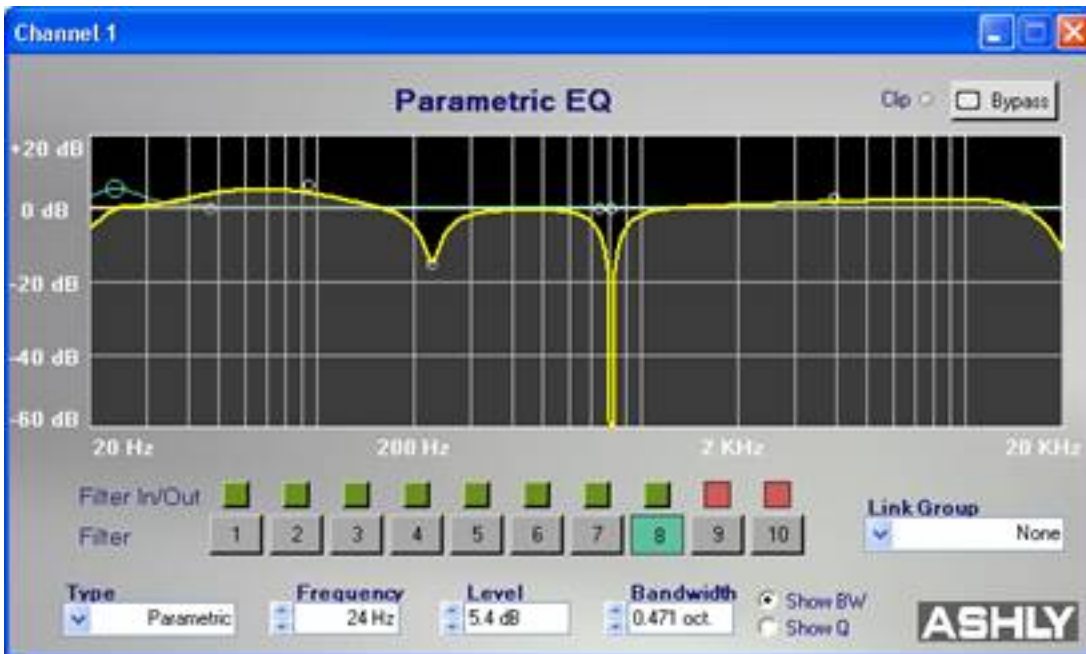 Channel 1
Parametric EQ
Clip
Bypass
+20 dB
0 dB
-20 dB
-40 dB
-60 dB
20 Hz 200 Hz 2 KHz 20 KHz
Filter In/Out
Filter 1 2 3 4 5 6 7 8 9 10
Link Group
None
Type Frequency Level Bandwidth
Parametric 24 Hz 5.4 dB 0.471 oct.
Show BW
Show Q
ASHLY